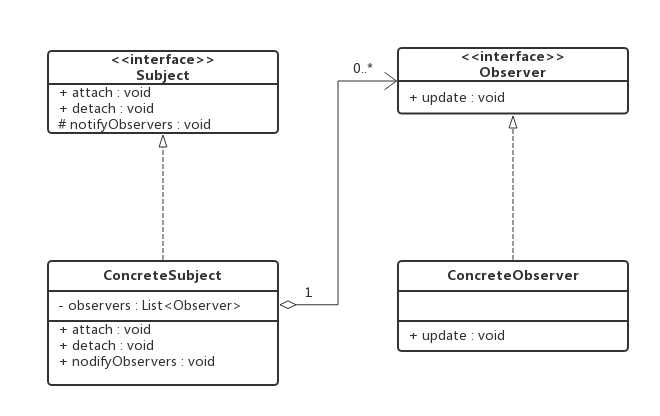 <<interface>>
Subject
+ attach : void
+ detach : void
# notifyObservers : void
0..*
<<interface>>
Observer
+ update : void
ConcreteSubject
- observers : List<Observer>
+ attach : void
+ detach : void
+ nodifyObservers : void
1
ConcreteObserver
+ update : void